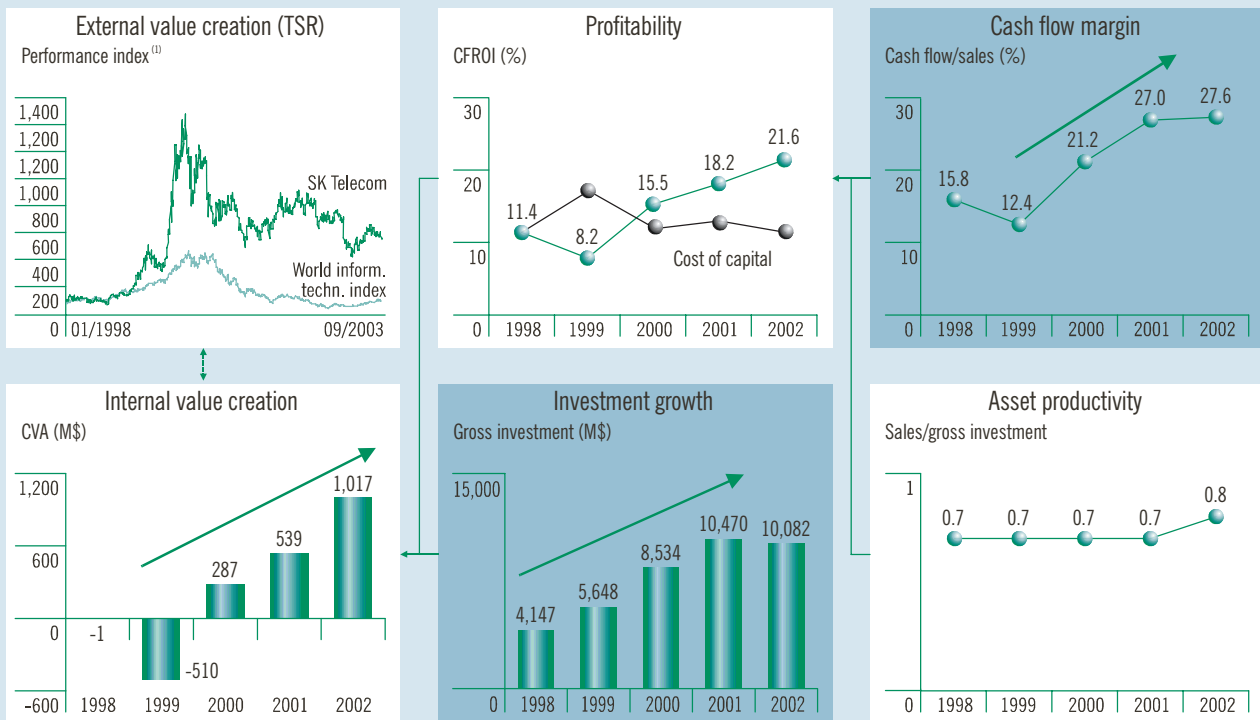 External value creation (TSR)
Performance index (1)
1,400
1,200
1,200
1,000
800
600
400
200
0
SK Telecom
World inform.
techn. index
01/1998
09/2003
Profitability
CFROI (%)
30
20
10
0
11.4
8.2
15.5
18.2
21.6
Cost of capital
1998 1999 2000 2001 2002
Cash flow margin
Cash flow/sales (%)
30
20
10
0
15.8
12.4
21.2
27.0
27.6
1998 1999 2000 2001 2002
Internal value creation
CVA (M$)
1,200
600
0
-600
-1
-510
287
539
1,017
1998 1999 2000 2001 2002
Investment growth
Gross investment (M$)
15,000
0
4,147
5,648
8,534
10,470
10,082
1998 1999 2000 2001 2002
Asset productivity
Sales/gross investment
1
0
0.7
0.7
0.7
0.7
0.8
1998 1999 2000 2001 2002